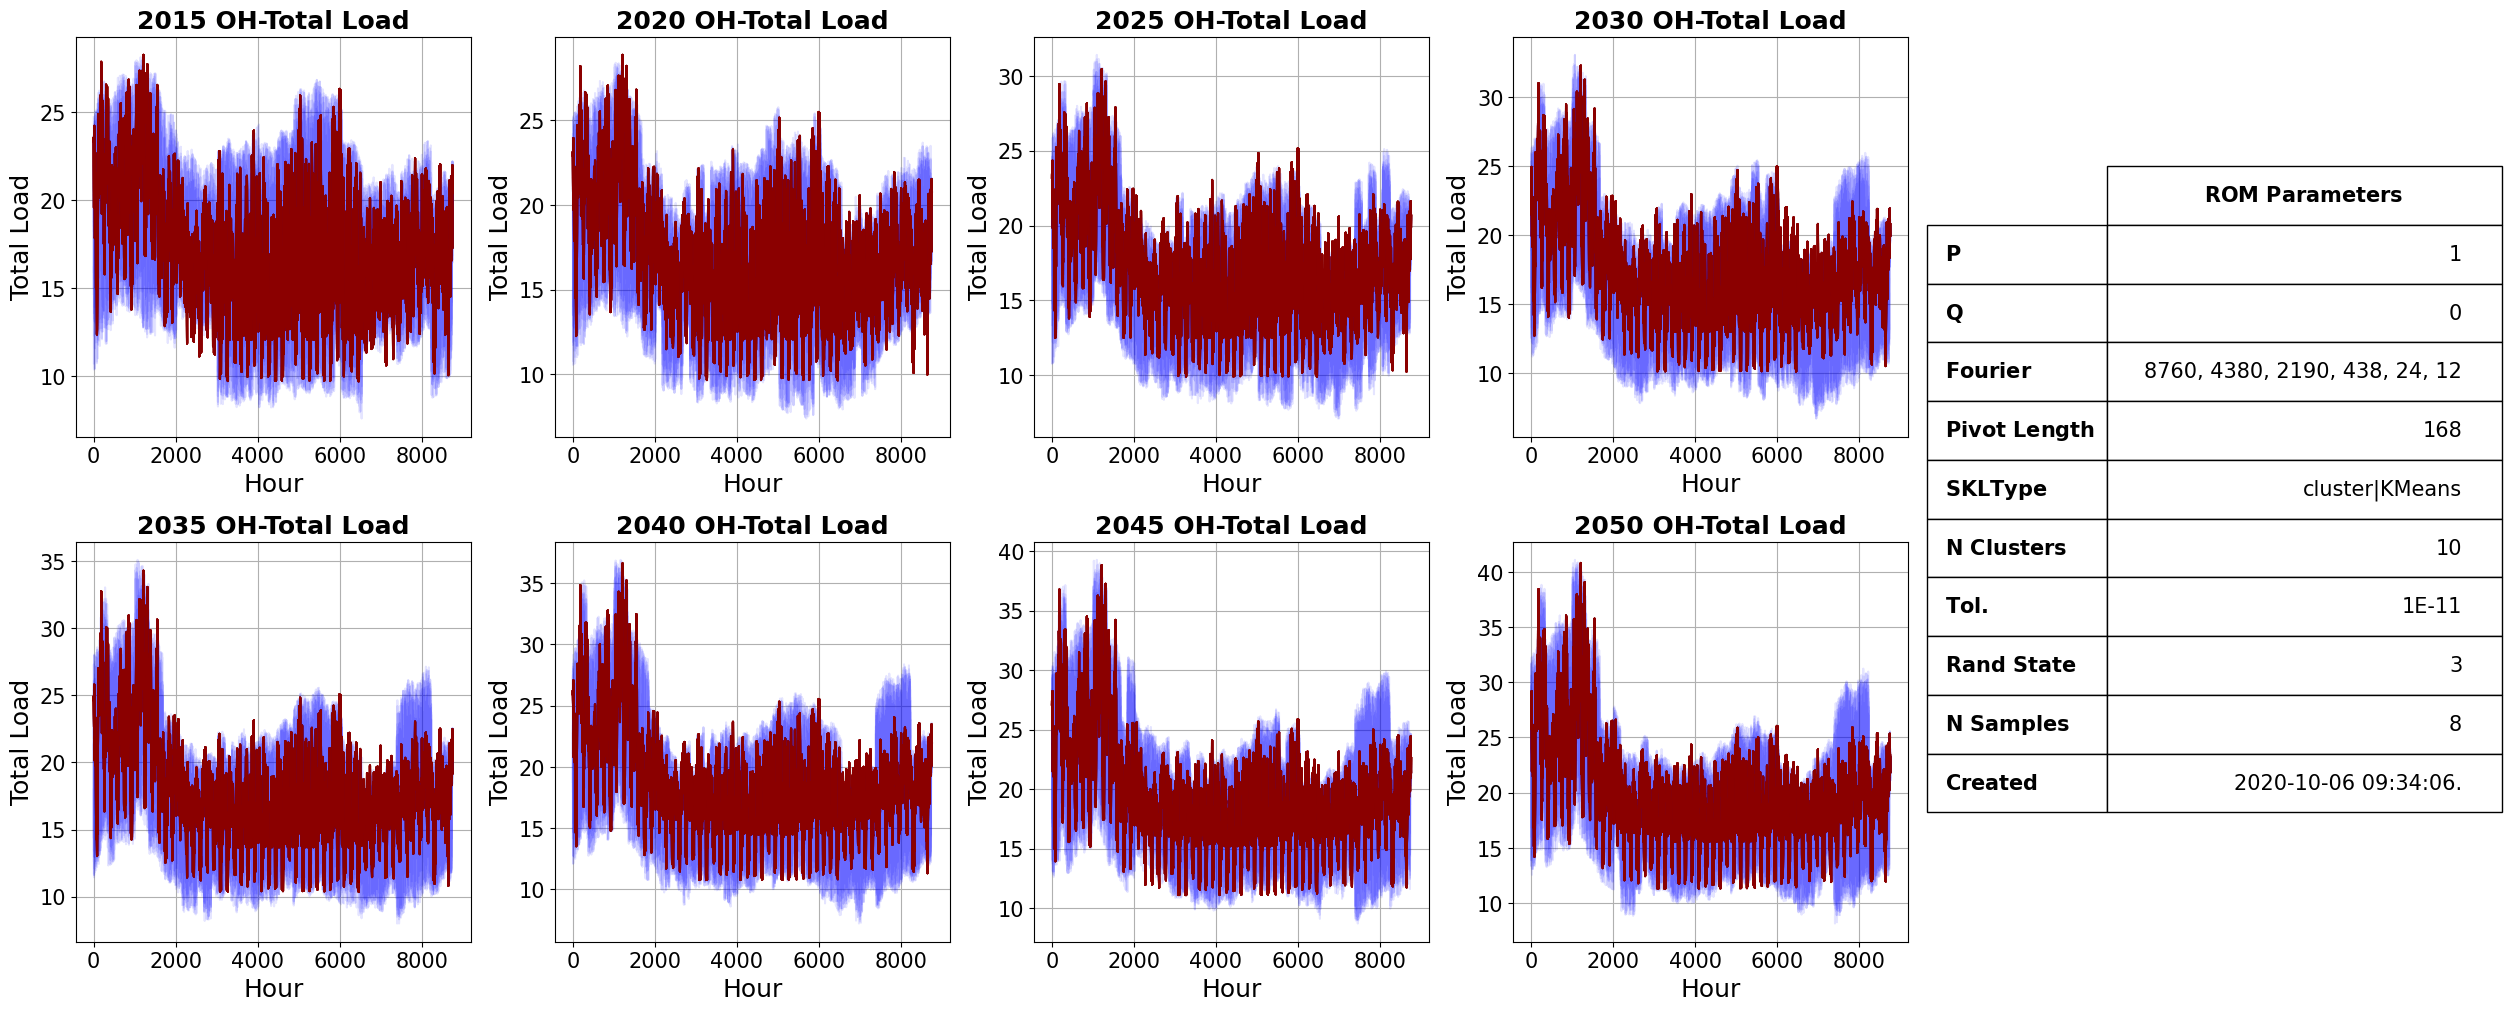 2015 OH-Total Load
2020 OH-Total Load
2025 OH-Total Load
2030 OH-Total Load
Total Load
25
20
15
10
0 2000 4000 6000 8000
Hour
Total Load
25
20
15
10
0 2000 4000 6000 8000
Hour
Total Load
30
25
20
15
10
0 2000 4000 6000 8000
Hour
Total Load
30
25
20
15
10
0 2000 4000 6000 8000
Hour
2035 OH-Total Load
2040 OH-Total Load
2045 OH-Total Load
2050 OH-Total Load
Total Load
35
30
25
20
15
10
0 2000 4000 6000 8000
Hour
Total Load
35
30
25
20
15
10
0 2000 4000 6000 8000
Hour
Total Load
40
35
30
25
20
15
10
0 2000 4000 6000 8000
Hour
Total Load
40
35
30
25
20
15
10
0 2000 4000 6000 8000
Hour
ROM Parameters
P 1
Q 0
Fourier 8760, 4380, 2190, 438, 24, 12
Pivot Length 168
SKLType cluster|KMeans
N Clusters 10
Tol. 1E-11
Rand State 3
N Samples 8
Created 2020-10-06 09:34:06.